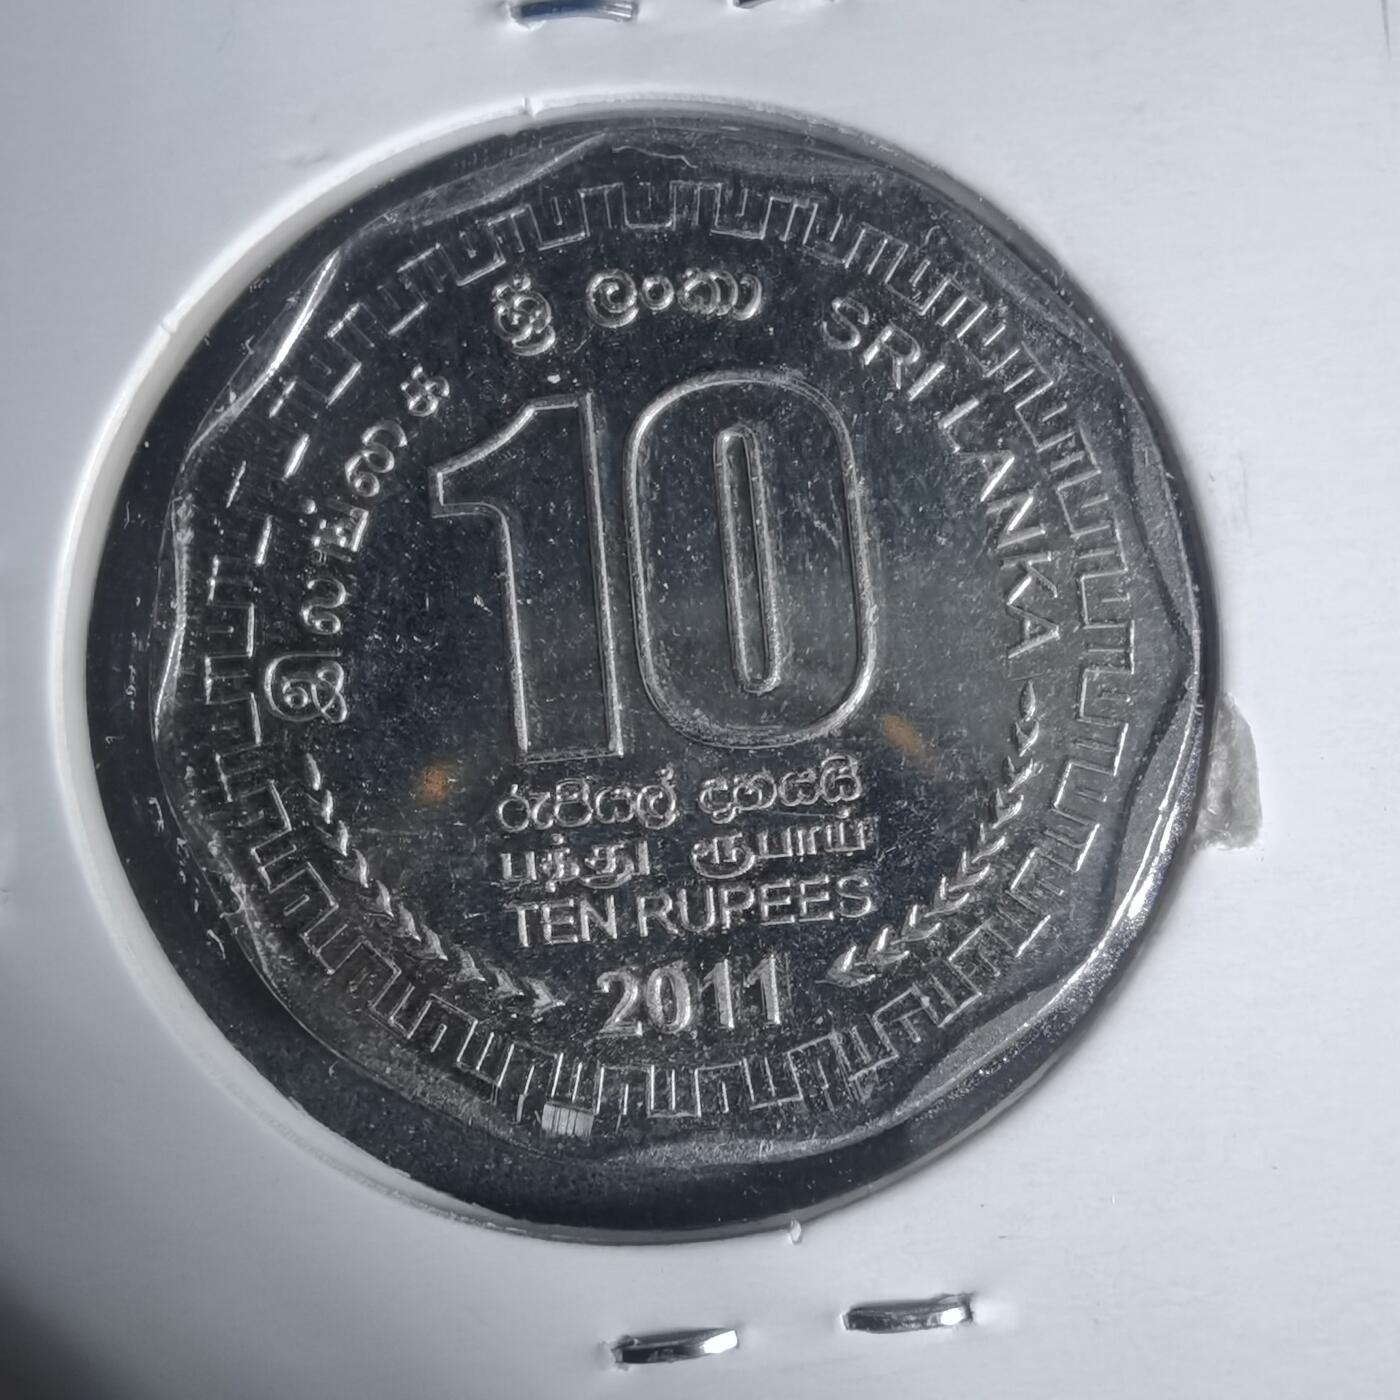 ශ්‍රී ලංකා
இலங்கை
SRI LANKA
10
රුපියල් දහයයි
பத்து ரூபாய்
TEN RUPEES
2011